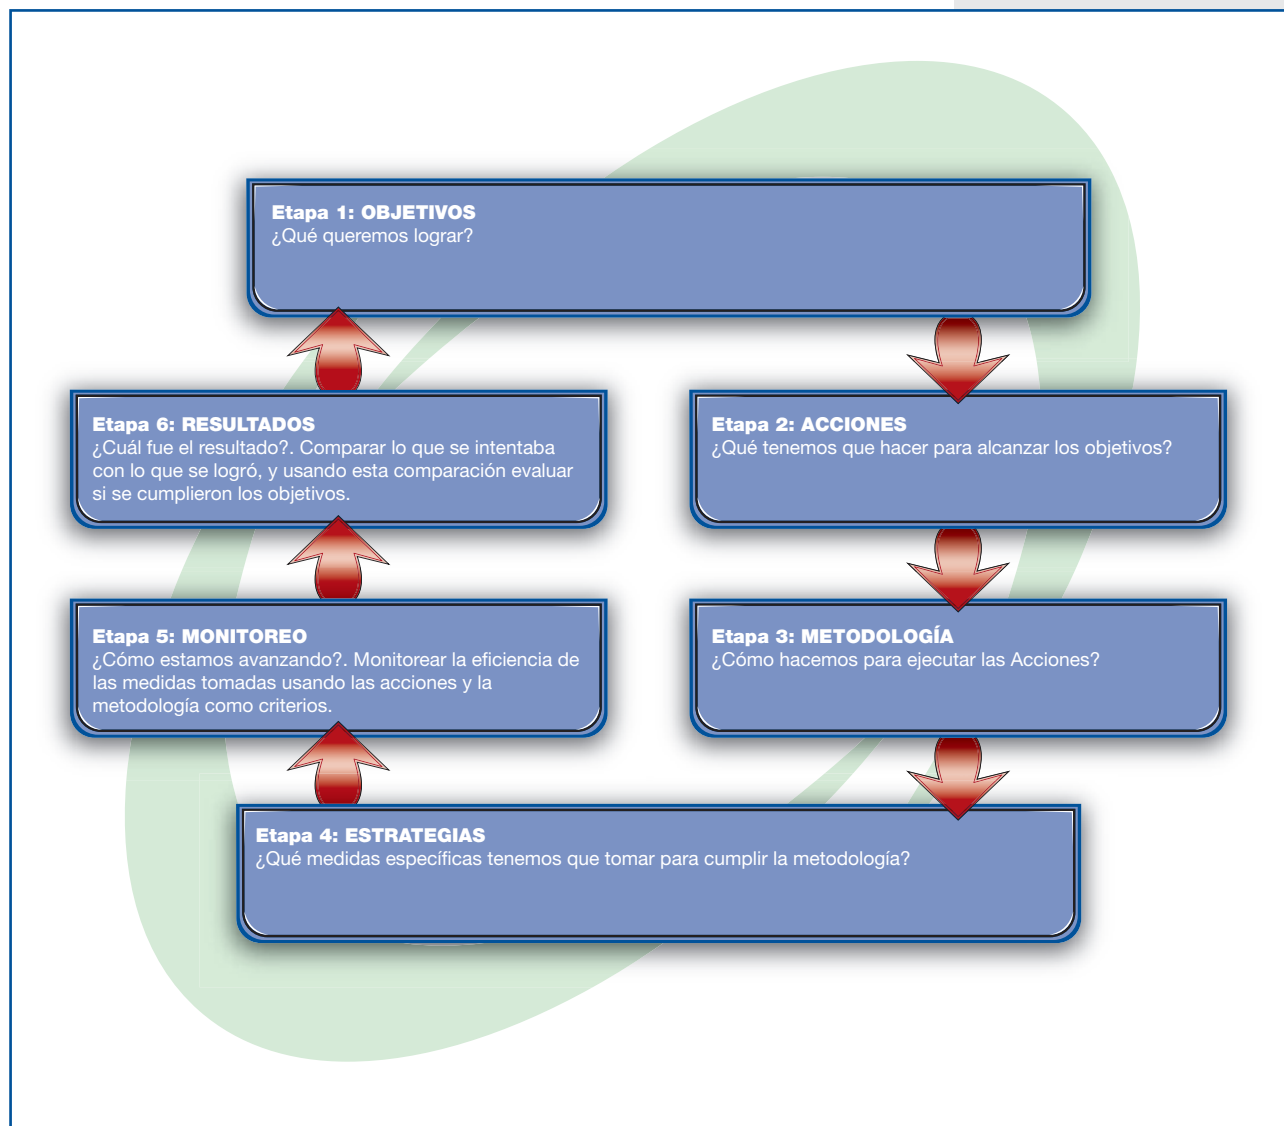 Etapa 1: OBJETIVOS
¿Qué queremos lograr?
Etapa 2: ACCIONES
¿Qué tenemos que hacer para alcanzar los objetivos?
Etapa 3: METODOLOGÍA
¿Cómo hacemos para ejecutar las Acciones?
Etapa 4: ESTRATEGIAS
¿Qué medidas específicas tenemos que tomar para cumplir la metodología?
Etapa 5: MONITOREO
¿Cómo estamos avanzando?. Monitorear la eficiencia de
las medidas tomadas usando las acciones y la
metodología como criterios.
Etapa 6: RESULTADOS
¿Cuál fue el resultado?. Comparar lo que se intentaba
con lo que se logró, y usando esta comparación evaluar
si se cumplieron los objetivos.